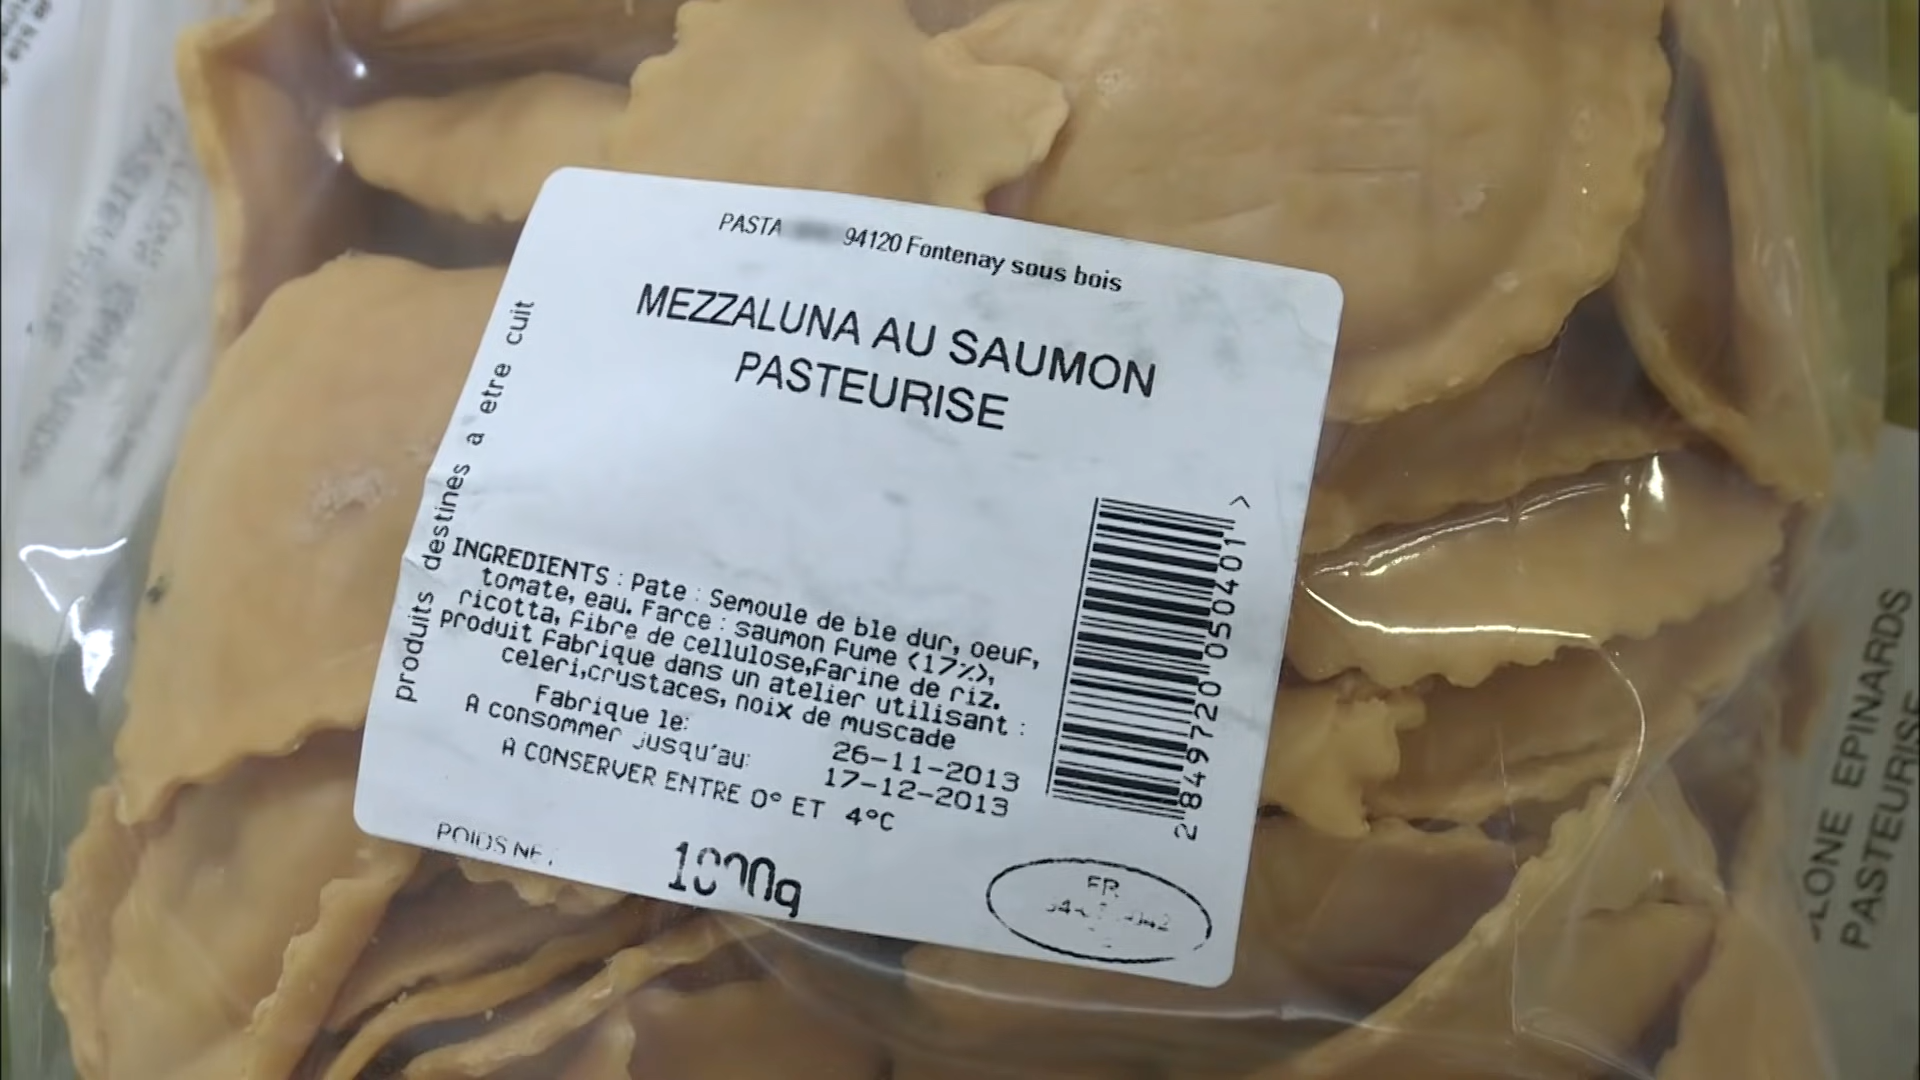 PASTA 94120 Fontenay sous bois
MEZZALUNA AU SAUMON
PASTEURISE
produits destines a etre cuit
INGREDIENTS : Pate : Semoule de ble dur, oeuf,
tomate, eau. Farce : saumon fume <17%>,
ricotta, fibre de cellulose,farine de riz.
produit Fabrique dans un atelier utilisant :
celeri,crustaces, noix de muscade
Fabrique le: 26-11-2013
A consommer jusqu'au: 17-12-2013
A CONSERVER ENTRE 0° ET 4°C
POIDS NET
1000g
2 849720 050401 >
FR
EPINARDS
PASTEURISE